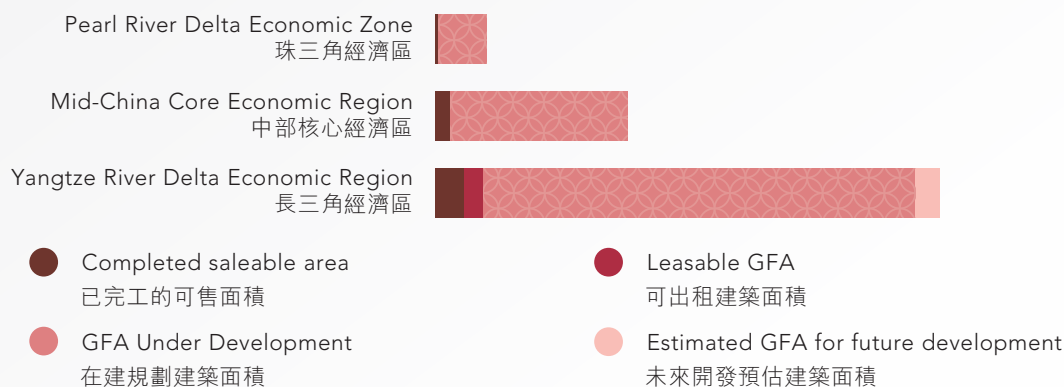 Pearl River Delta Economic Zone
珠三角經濟區
Mid-China Core Economic Region
中部核心經濟區
Yangtze River Delta Economic Region
長三角經濟區
Completed saleable area
已完工的可售面積
Leasable GFA
可出租建築面積
GFA Under Development
在建規劃建築面積
Estimated GFA for future development
未來開發預估建築面積